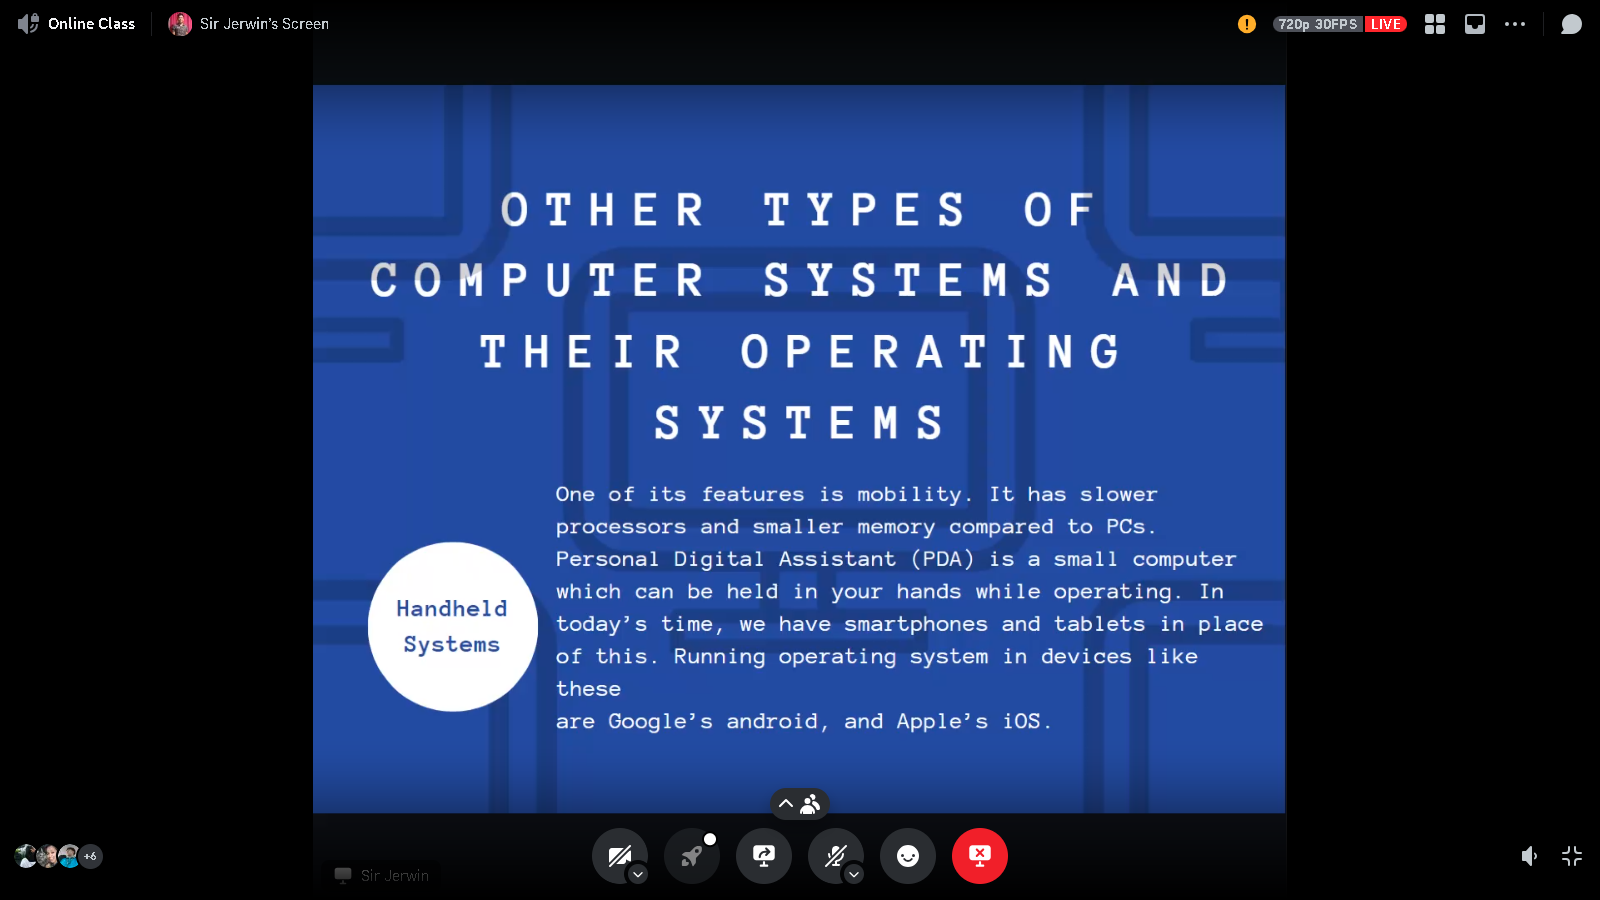 Online Class
Sir Jerwin's Screen
720p 30FPS LIVE
OTHER TYPES OF
COMPUTER SYSTEMS AND
THEIR OPERATING
SYSTEMS
Handheld
Systems
One of its features is mobility. It has slower
processors and smaller memory compared to PCs.
Personal Digital Assistant (PDA) is a small computer
which can be held in your hands while operating. In
today's time, we have smartphones and tablets in place
of this. Running operating system in devices like
these
are Google's android, and Apple's iOS.
+6
Sir Jerwin